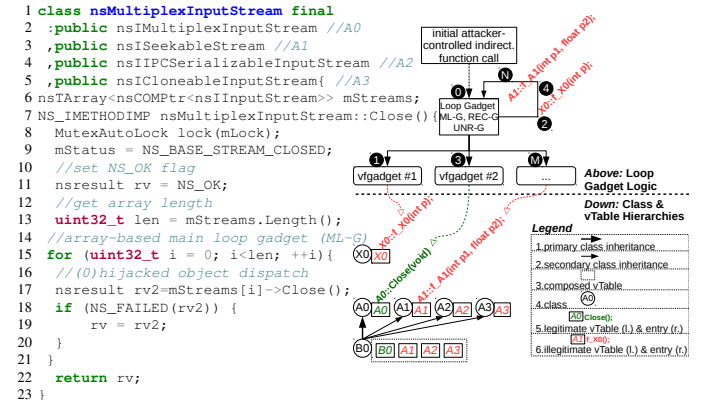 1 class nsMultiplexInputStream final
2 :public nsIMultiplexInputStream //A0
3 ,public nsISeekableStream //A1
4 ,public nsIIPCSerializableInputStream //A2
5 ,public nsICloneableInputStream{ //A3
6 nsTArray<nsCOMPtr<nsIInputStream>> mStreams;
7 NS_IMETHODIMP nsMultiplexInputStream::Close(){
8 MutexAutoLock lock(mLock);
9 mStatus = NS_BASE_STREAM_CLOSED;
10 //set NS_OK flag
11 nsresult rv = NS_OK;
12 //get array length
13 uint32_t len = mStreams.Length();
14 //array-based main loop gadget (ML-G)
15 for (uint32_t i = 0; i<len; ++i){
16 //(0)hijacked object dispatch
17 nsresult rv2=mStreams[i]->Close();
18 if (NS_FAILED(rv2)) {
19 rv = rv2;
20 }
21 }
22 return rv;
23 }
initial attacker-
controlled indirect.
function call
A1::f_A1(int p1, float p2);
X0::f_X0(int p);
0
N
4
2
Loop Gadget
ML-G, REC-G
UNR-G
1
3
M
vfgadget #1
vfgadget #2
...
Above: Loop
Gadget Logic
Down: Class &
vTable Hierarchies
X0::f_X0(int p);
A0::Close(void)
A1::f_A1(int p1, float p2);
X0 X0
A0 A0 A1 A1 A2 A2 A3 A3
B0 B0 A1 A2 A3
Legend
1.primary class inheritance
2.secondary class inheritance
3.composed vTable
A0
4.class
A0 Close();
5.legitimate vTable (l.) & entry (r.)
A1 f_X0();
6.illegitimate vTable (l.) & entry (r.)